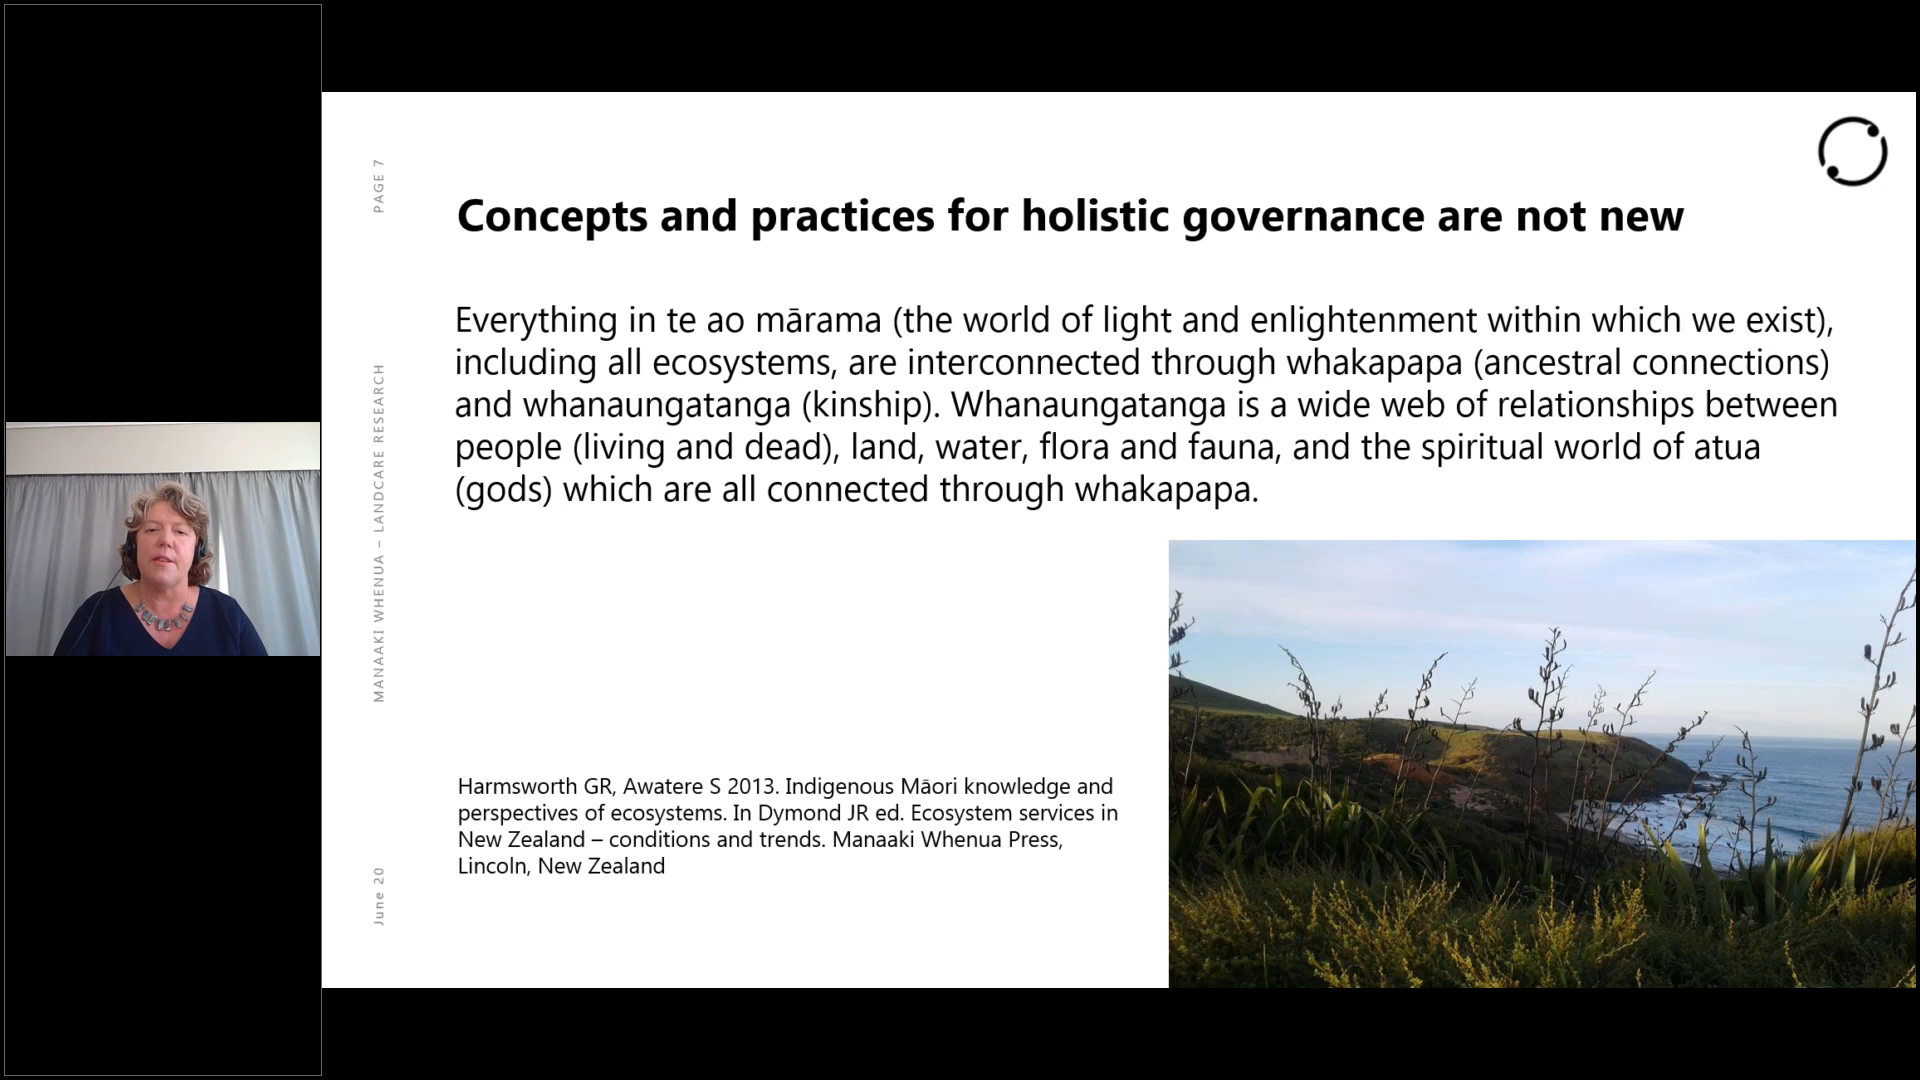 PAGE 7
MANAAKI WHENUA – LANDCARE RESEARCH
June 20
Concepts and practices for holistic governance are not new
Everything in te ao mārama (the world of light and enlightenment within which we exist),
including all ecosystems, are interconnected through whakapapa (ancestral connections)
and whanaungatanga (kinship). Whanaungatanga is a wide web of relationships between
people (living and dead), land, water, flora and fauna, and the spiritual world of atua
(gods) which are all connected through whakapapa.
Harmsworth GR, Awatere S 2013. Indigenous Māori knowledge and
perspectives of ecosystems. In Dymond JR ed. Ecosystem services in
New Zealand – conditions and trends. Manaaki Whenua Press,
Lincoln, New Zealand